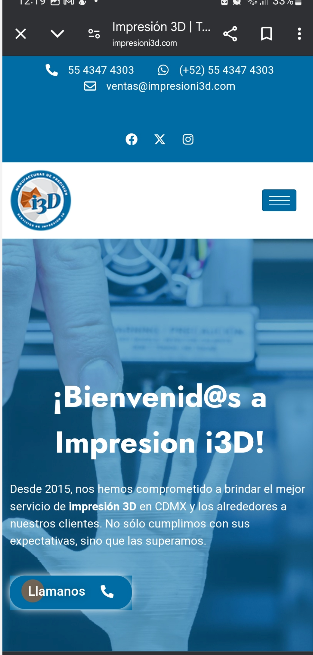 12:19
33%
Impresión 3D | T...
impresioni3d.com
55 4347 4303
(+52) 55 4347 4303
ventas@impresioni3d.com
i3D
¡Bienvenid@s a
Impresion i3D!
Desde 2015, nos hemos comprometido a brindar el mejor
servicio de impresión 3D en CDMX y los alrededores a
nuestros clientes. No sólo cumplimos con sus
expectativas, sino que las superamos.
Llamanos